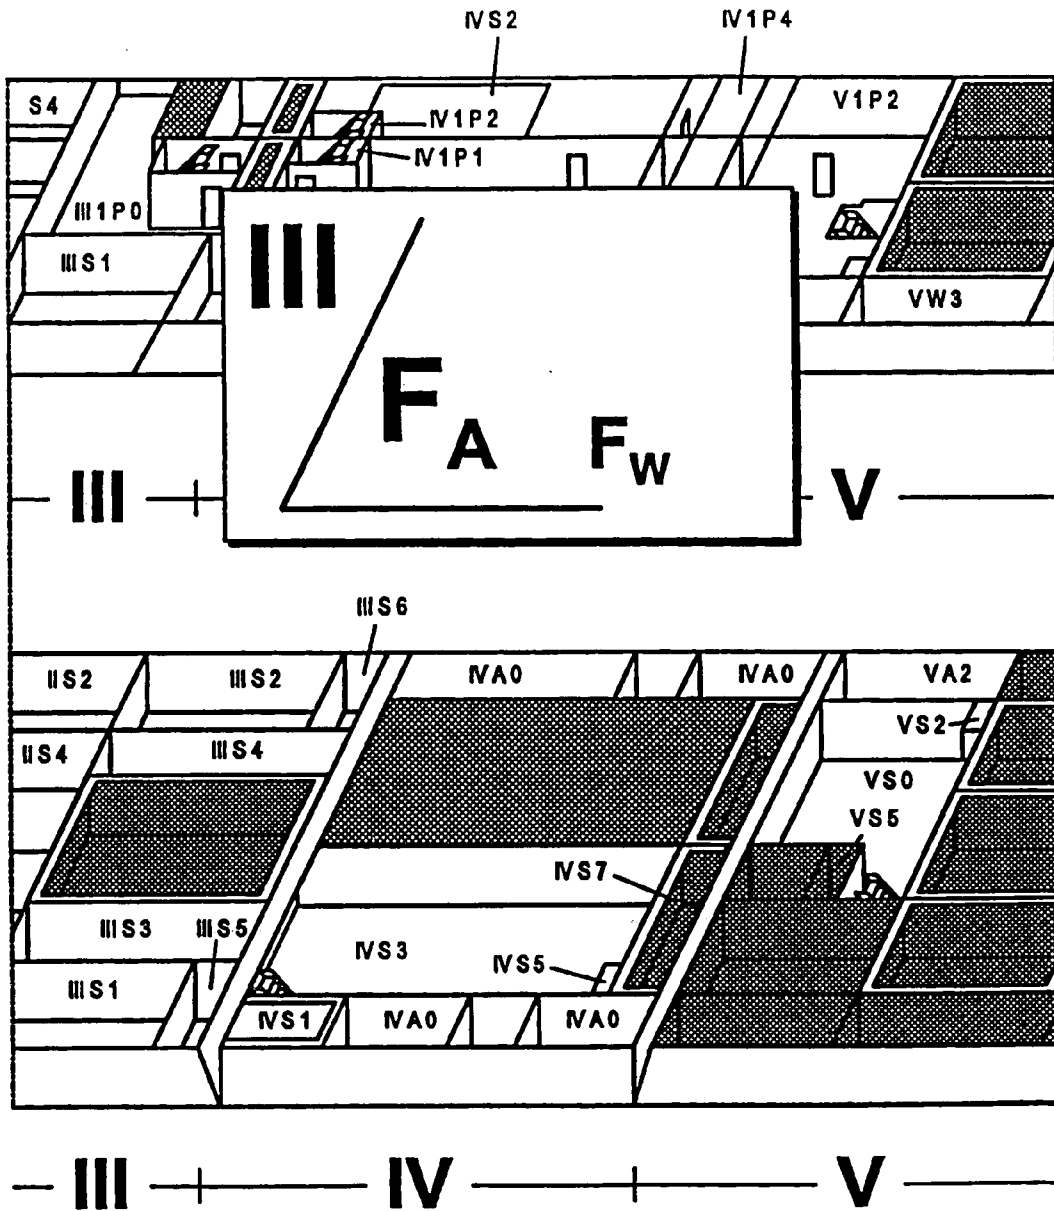 IVS2 IV1P4
S4 V1P2
IV1P2
IV1P1
III1P0
IIIS1
VW3
III
FA FW
III V
IIIS6
IIS2 IIIS2 IVA0 IVA0 VA2
VS2
IIS4 IIIS4
VS0
VS5
IVS7
IIIS3 IIIS5
IVS3 IVS5
IIIS1
IVS1 IVA0 IVA0
III IV V